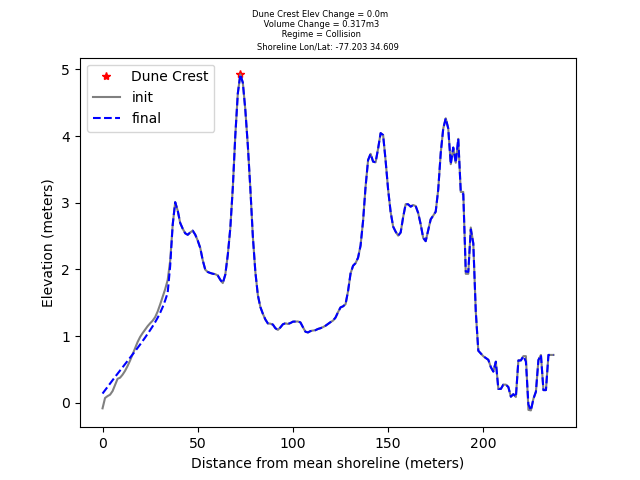 Dune Crest Elev Change = 0.0m
Volume Change = 0.317m3
Regime = Collision
Shoreline Lon/Lat: -77.203 34.609
Dune Crest
init
final
Elevation (meters)
5
4
3
2
1
0
0 50 100 150 200
Distance from mean shoreline (meters)